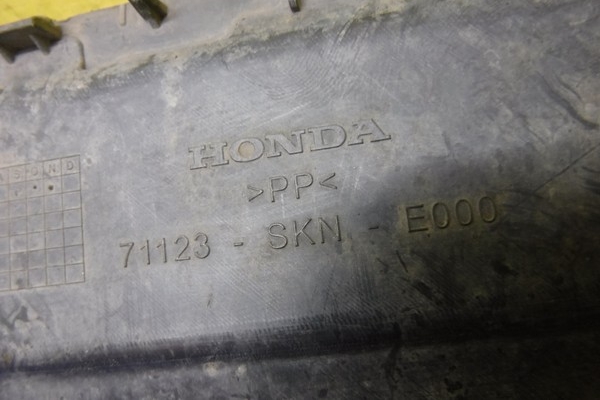 HONDA
>PP<
71123 - SKN - E000
S O N D